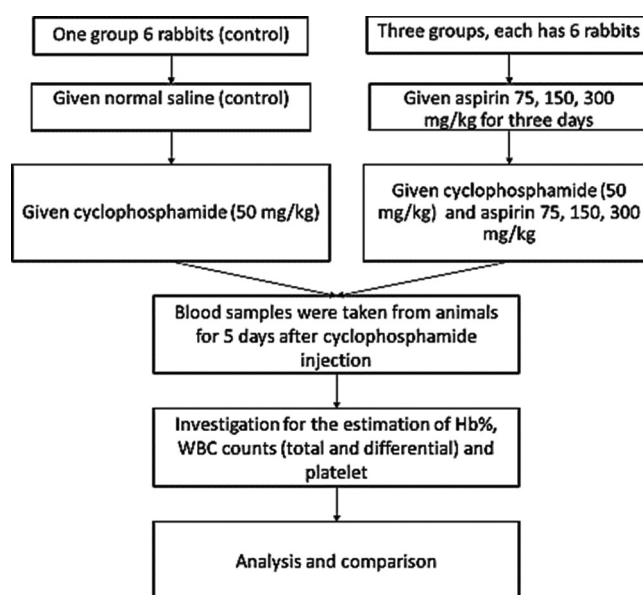 One group 6 rabbits (control)
Three groups, each has 6 rabbits
Given normal saline (control)
Given aspirin 75, 150, 300
mg/kg for three days
Given cyclophosphamide (50 mg/kg)
Given cyclophosphamide (50
mg/kg) and aspirin 75, 150, 300
mg/kg
Blood samples were taken from animals
for 5 days after cyclophosphamide
injection
Investigation for the estimation of Hb%,
WBC counts (total and differential) and
platelet
Analysis and comparison